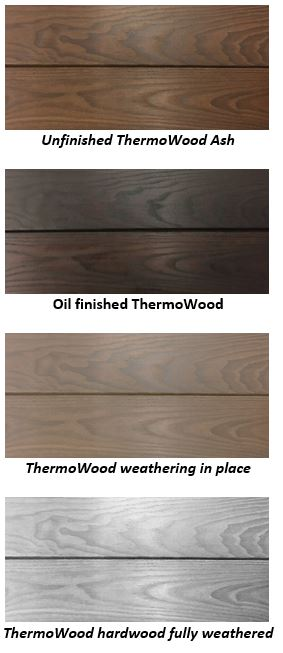 Unfinished ThermoWood Ash
Oil finished ThermoWood
ThermoWood weathering in place
ThermoWood hardwood fully weathered